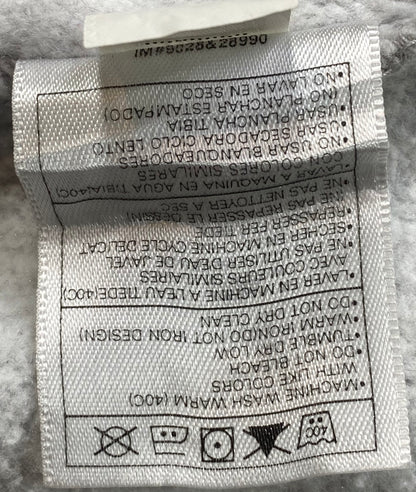 40C
•MACHINE WASH WARM (40C)
WITH LIKE COLORS
•DO NOT BLEACH
•TUMBLE DRY LOW
•WARM IRON(DO NOT IRON DESIGN)
•DO NOT DRY CLEAN
•LAVER EN MACHINE A L'EAU TIEDE(40C)
AVEC COULEURS SIMILAIRES
•NE PAS UTILISER DEAU DE JAVEL
•SECHER EN MACHINE CYCLE DELICAT
•REPASSER FER TIEDE
(NE PAS REPASSER LE DESSIN)
•NE PAS NETTOYER A SEC
•LAVAR A MAQUINA EN AGUA TIBIA(40C)
CON COLORES SIMILARES
•NO USAR BLANQUEADORES
•USAR SECADORA CICLO LENTO
•USAR PLANCHA TIBIA
(NO PLANCHAR ESTAMPADO)
•NO LAVAR EN SECO